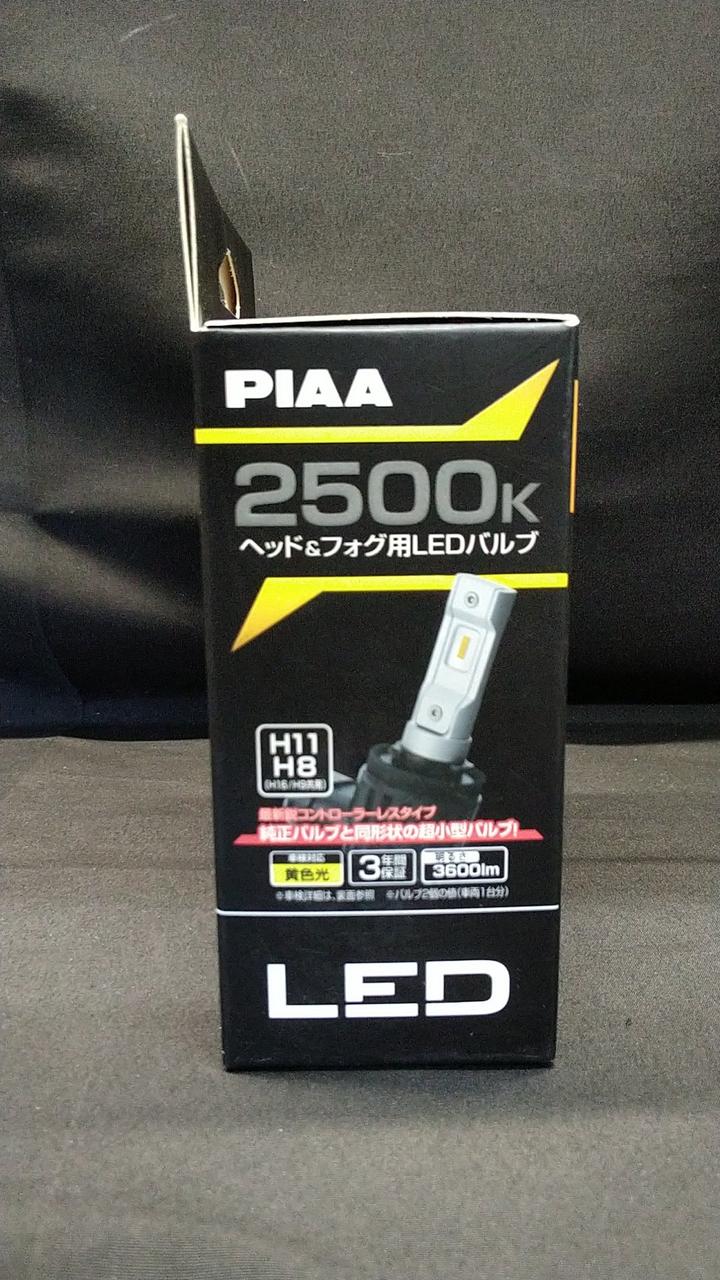 PIAA
2500K
ヘッド&フォグ用LEDバルブ
H11
H8
(H16/H9兼用)
最新鋭コントローラーレスタイプ
純正バルブと同形状の超小型バルブ!
車検対応
黄色光
3年間
保証
明るさ
3600lm
※車検詳細は、裏面参照 ※バルブ2個の値(車両1台分)
LED